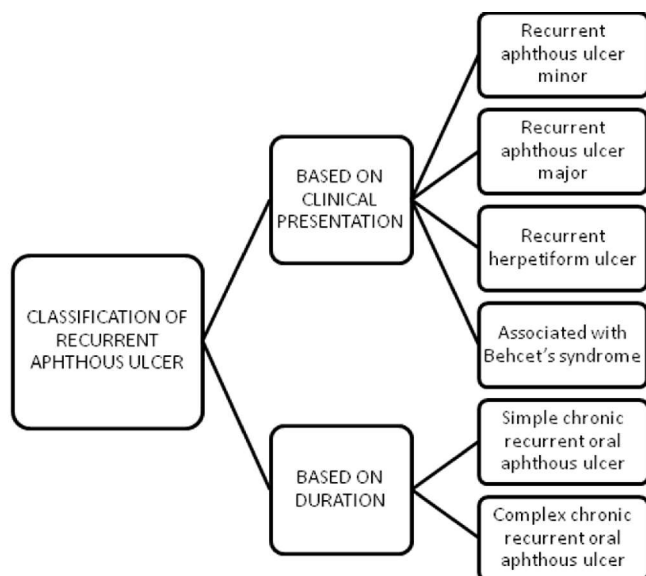 CLASSIFICATION OF
RECURRENT
APHTHOUS ULCER
BASED ON
CLINICAL
PRESENTATION
Recurrent
aphthous ulcer
minor
Recurrent
aphthous ulcer
major
Recurrent
herpetiform ulcer
Associated with
Behcet's syndrome
BASED ON
DURATION
Simple chronic
recurrent oral
aphthous ulcer
Complex chronic
recurrent oral
aphthous ulcer